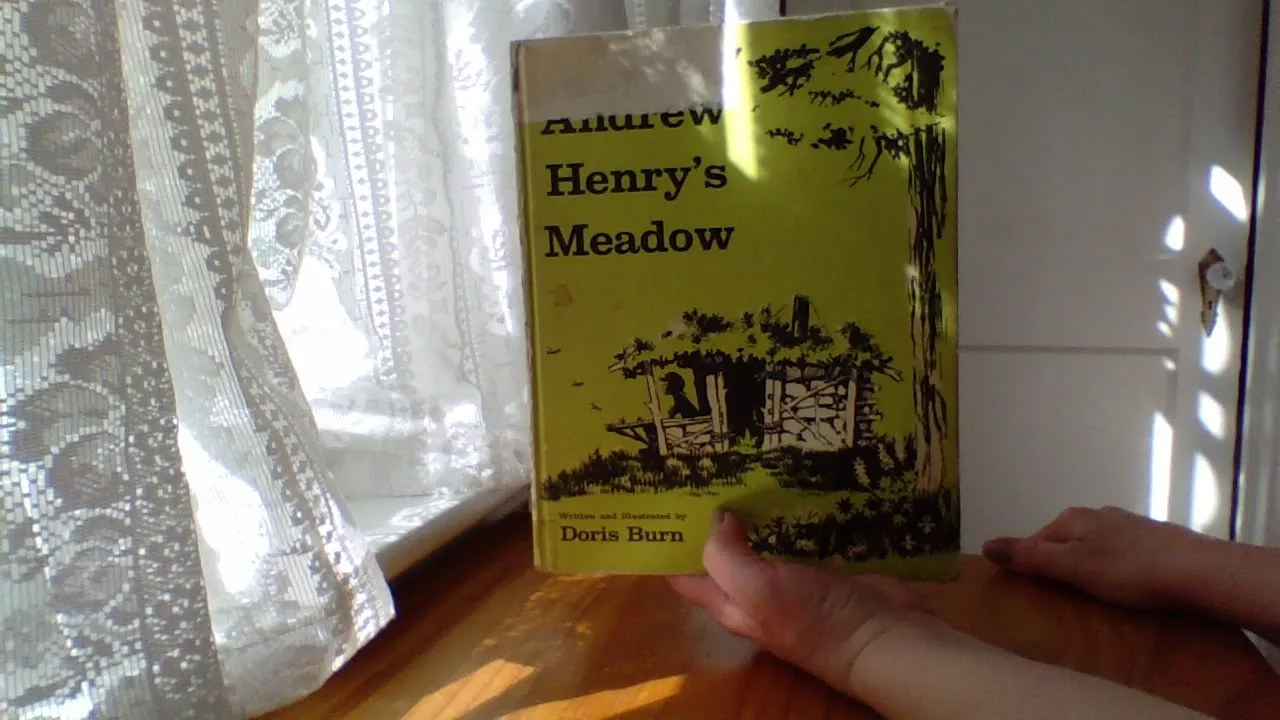 Andrew
Henry's
Meadow
Written and illustrated by
Doris Burn